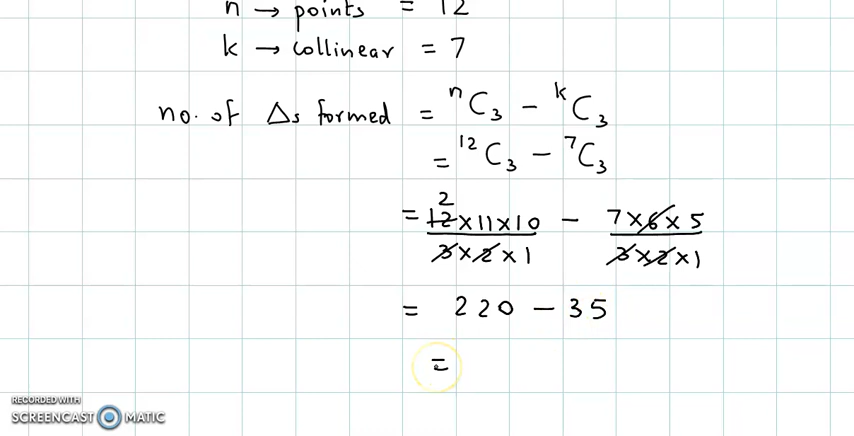 n → points = 12
k → collinear = 7
no. of Δs formed = ⁿC₃ − ᵏC₃
= ¹²C₃ − ⁷C₃
2
= 12×11×10 / 3×2×1 − 7×6×5 / 3×2×1
= 220 − 35
=
RECORDED WITH
SCREENCAST MATIC